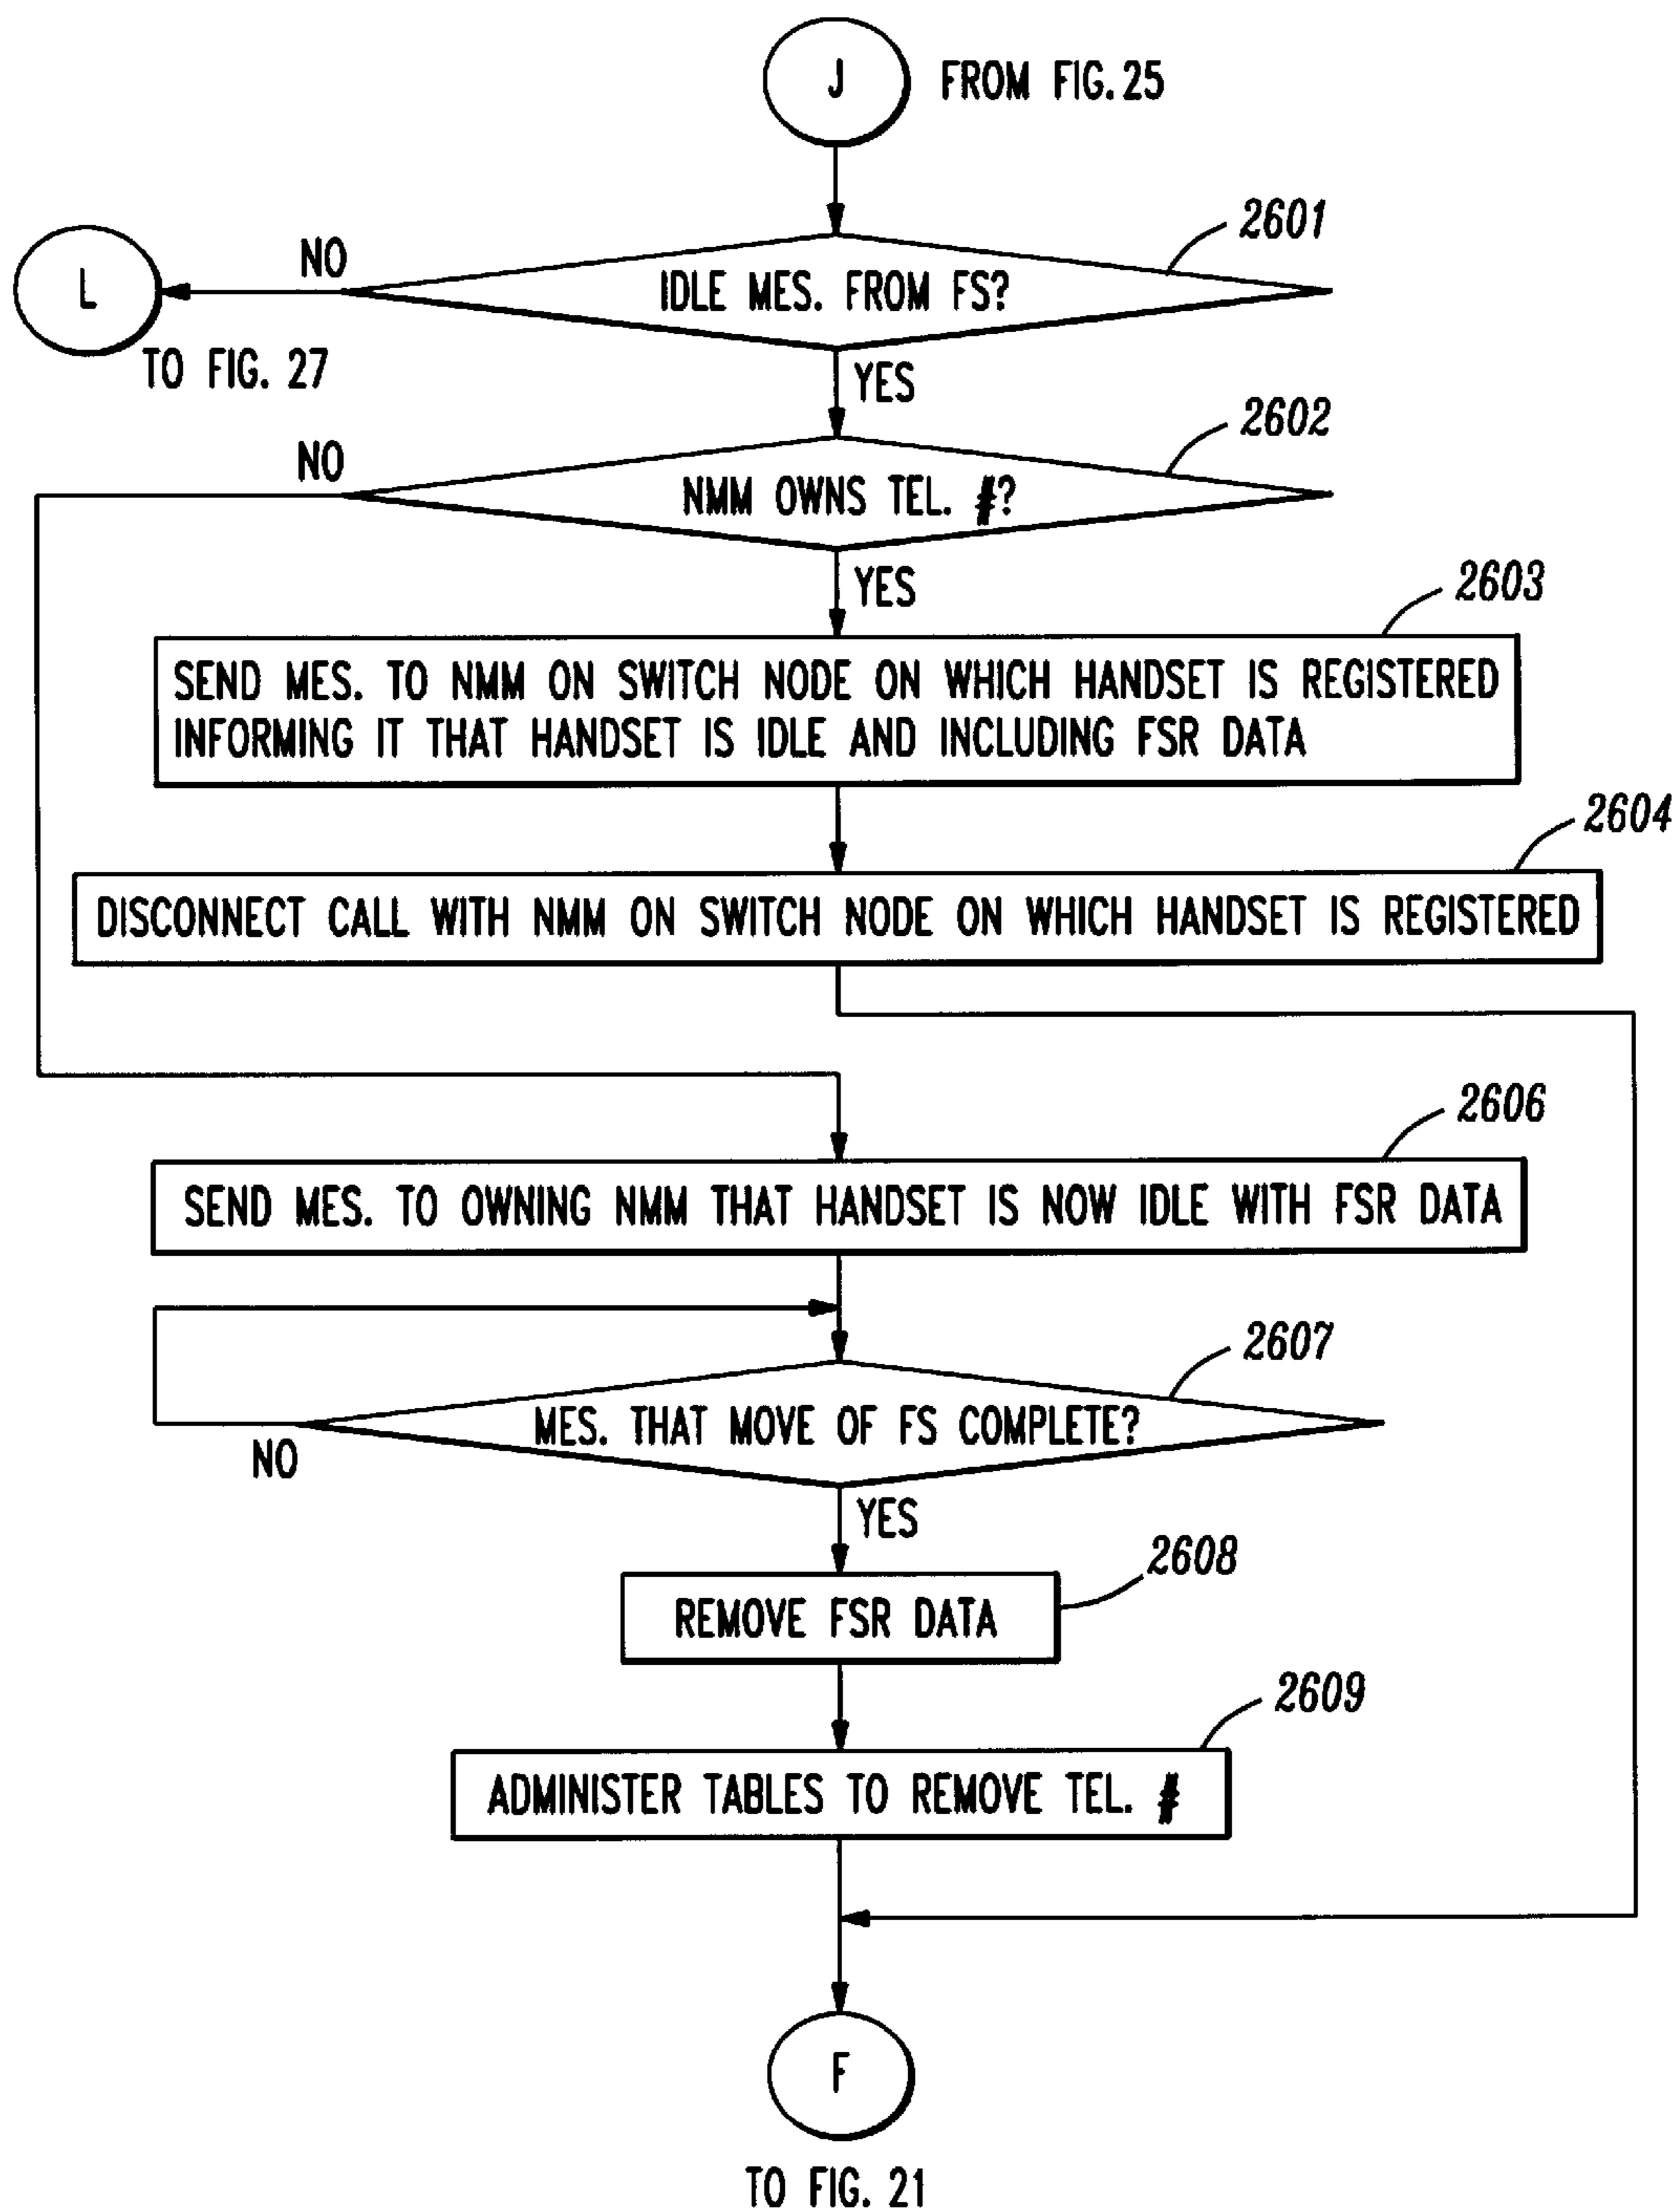 J FROM FIG. 25
2601
NO
IDLE MES. FROM FS?
L
TO FIG. 27
YES
2602
NO
NMM OWNS TEL. #?
YES
2603
SEND MES. TO NMM ON SWITCH NODE ON WHICH HANDSET IS REGISTERED
INFORMING IT THAT HANDSET IS IDLE AND INCLUDING FSR DATA
2604
DISCONNECT CALL WITH NMM ON SWITCH NODE ON WHICH HANDSET IS REGISTERED
2606
SEND MES. TO OWNING NMM THAT HANDSET IS NOW IDLE WITH FSR DATA
2607
MES. THAT MOVE OF FS COMPLETE?
NO
YES
2608
REMOVE FSR DATA
2609
ADMINISTER TABLES TO REMOVE TEL. #
F
TO FIG. 21